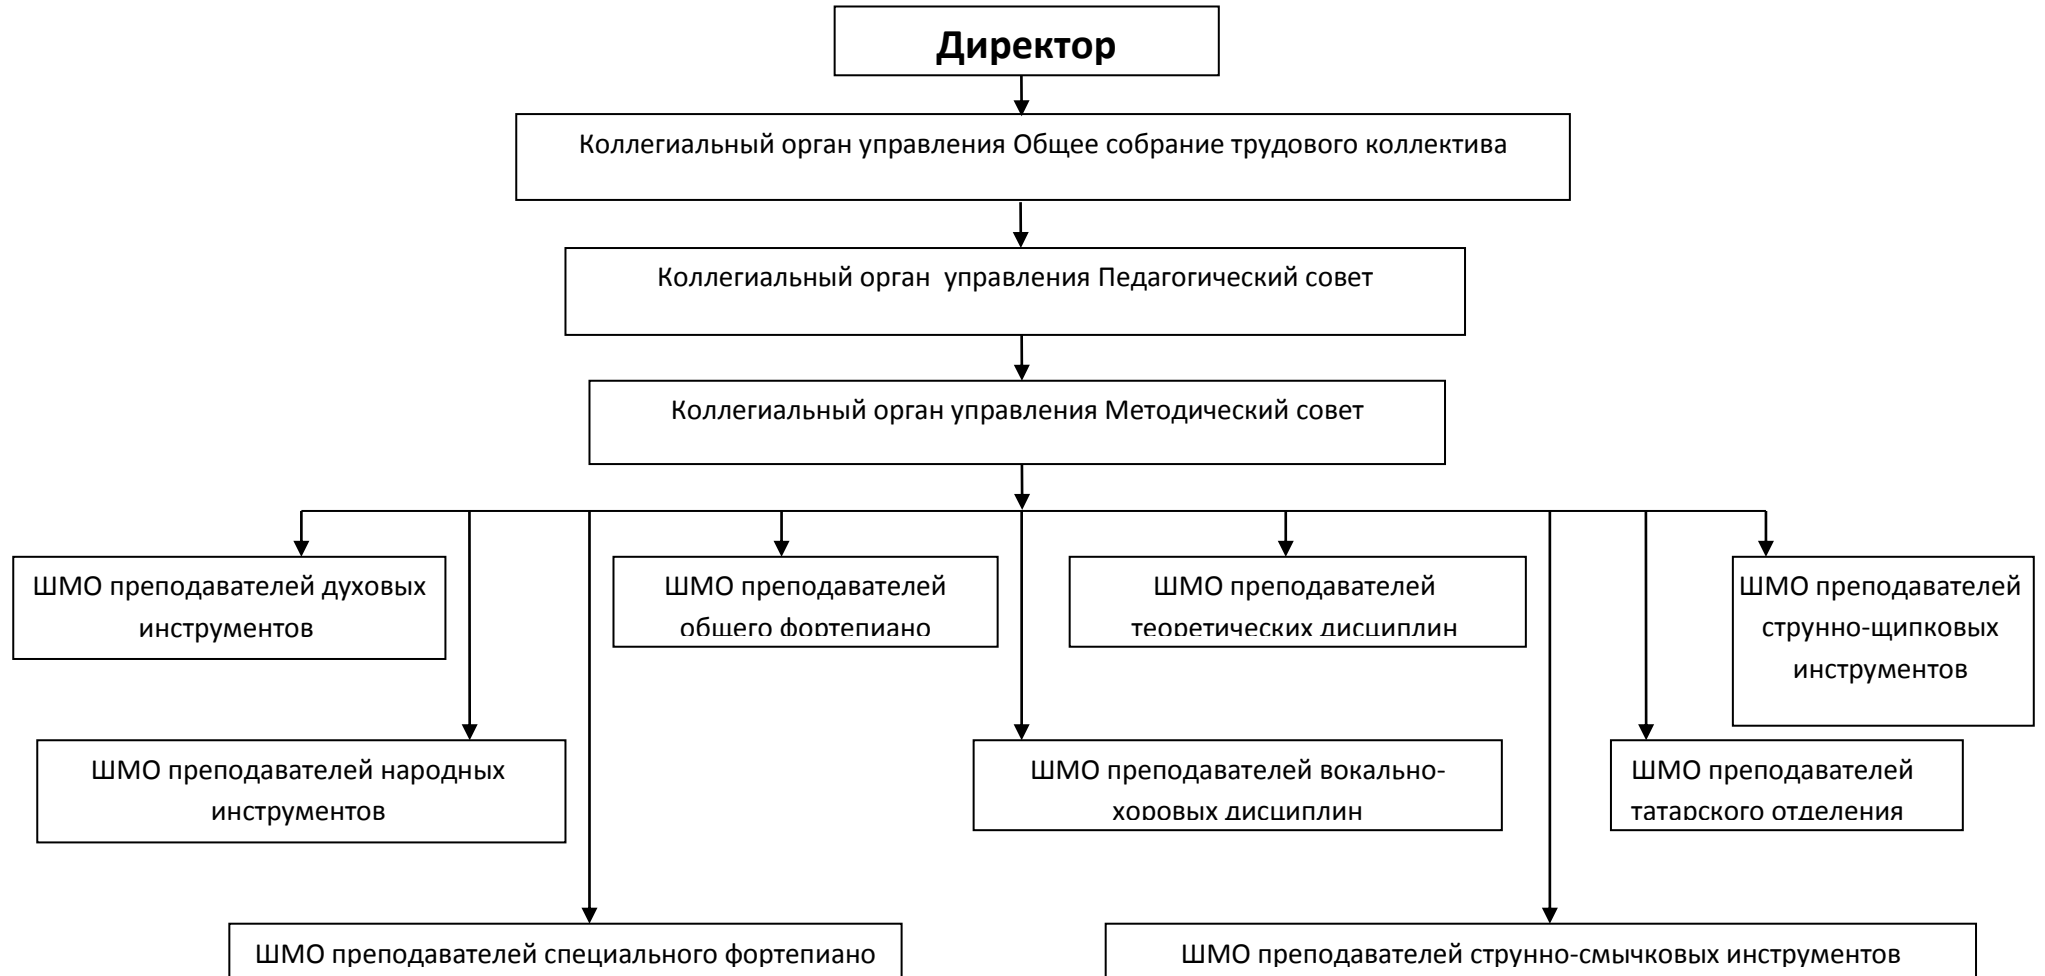 Директор
Коллегиальный орган управления Общее собрание трудового коллектива
Коллегиальный орган управления Педагогический совет
Коллегиальный орган управления Методический совет
ШМО преподавателей духовых
инструментов
ШМО преподавателей
общего фортепиано
ШМО преподавателей
теоретических дисциплин
ШМО преподавателей
струнно-щипковых
инструментов
ШМО преподавателей народных
инструментов
ШМО преподавателей вокально-
хоровых дисциплин
ШМО преподавателей
татарского отделения
ШМО преподавателей специального фортепиано
ШМО преподавателей струнно-смычковых инструментов